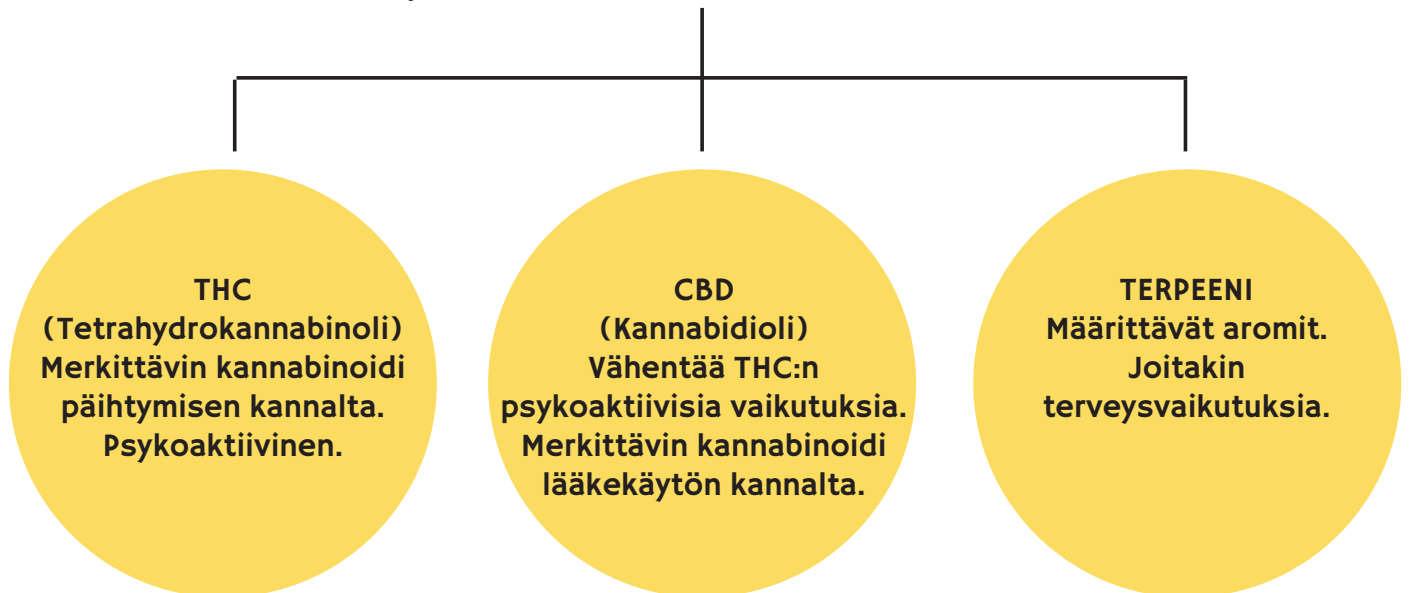 THC
(Tetrahydrokannabinoli)
Merkittävin kannabinoidi
päihtymisen kannalta.
Psykoaktiivinen.
CBD
(Kannabidioli)
Vähentää THC:n
psykoaktiivisia vaikutuksia.
Merkittävin kannabinoidi
lääkekäytön kannalta.
TERPEENI
Määrittävät aromit.
Joitakin
terveysvaikutuksia.